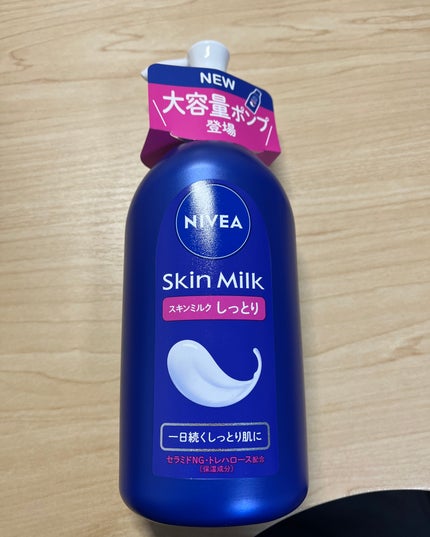 NEW
大容量ポンプ
登場
NIVEA
Skin Milk
スキンミルク しっとり
一日続くしっとり肌に
セラミドNG・トレハロース配合
(保湿成分)